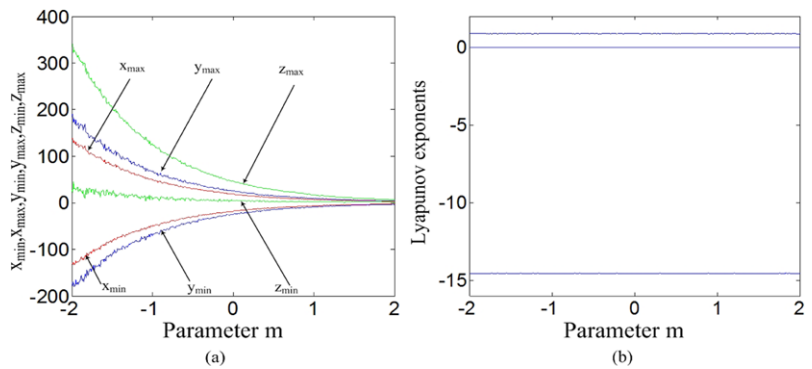 400
300
200
100
0
-100
-200
x_min,x_max,y_min,y_max,z_min,z_max
x_max
y_max
z_max
x_min
y_min
z_min
-2 -1 0 1 2
Parameter m
(a)
0
-5
-10
-15
Lyapunov exponents
-2 -1 0 1 2
Parameter m
(b)